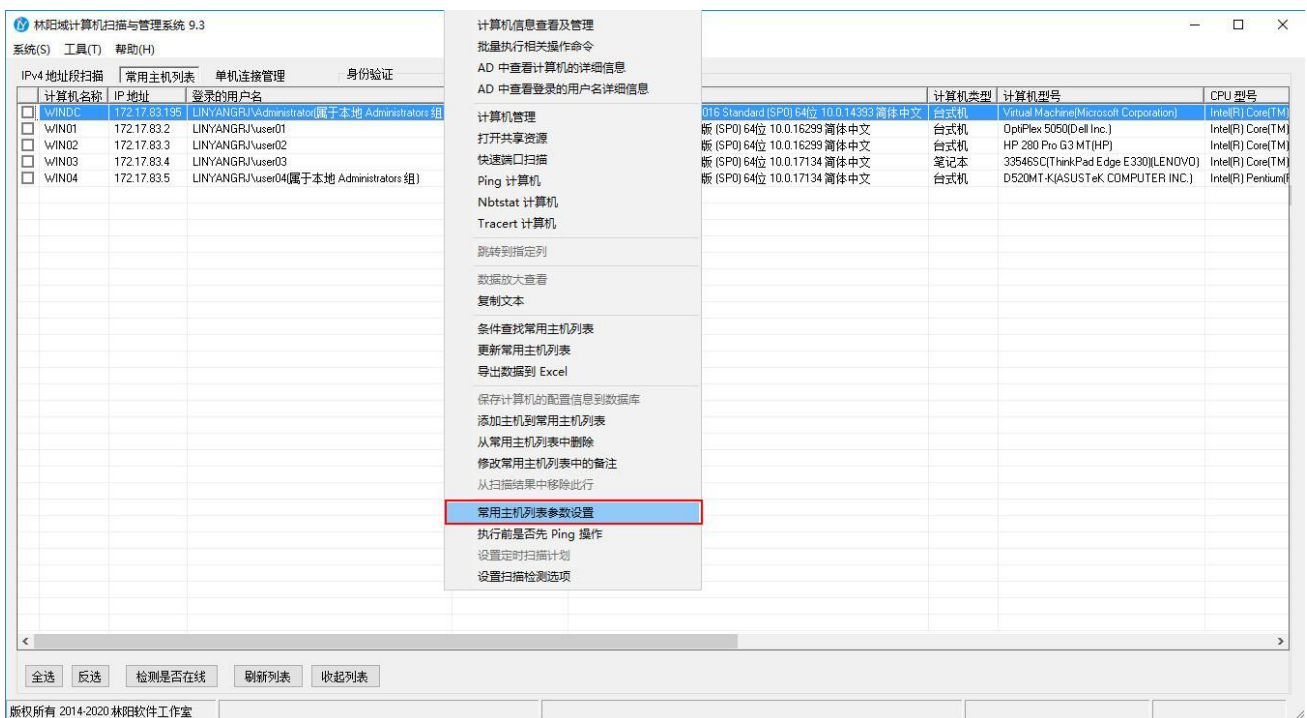 林阳域计算机扫描与管理系统 9.3
系统(S) 工具(T) 帮助(H)
IPv4 地址段扫描 常用主机列表 单机连接管理 身份验证
计算机名称 IP 地址 登录的用户名 计算机类型 计算机型号 CPU 型号
WINDC 172.17.83.195 LINYANGRJ\Administrator(属于本地 Administrators 组 016 Standard (SP0) 64位 10.0.14393 简体中文 台式机 Virtual Machine(Microsoft Corporation) Intel(R) Core(TM)
WIN01 172.17.83.2 LINYANGRJ\user01 版 (SP0) 64位 10.0.16299 简体中文 台式机 OptiPlex 5050(Dell Inc.) Intel(R) Core(TM)
WIN02 172.17.83.3 LINYANGRJ\user02 版 (SP0) 64位 10.0.16299 简体中文 台式机 HP 280 Pro G3 MT(HP) Intel(R) Core(TM)
WIN03 172.17.83.4 LINYANGRJ\user03 版 (SP0) 64位 10.0.17134 简体中文 笔记本 33546SC(ThinkPad Edge E330)(LENOVO) Intel(R) Core(TM)
WIN04 172.17.83.5 LINYANGRJ\user04(属于本地 Administrators 组) 版 (SP0) 64位 10.0.17134 简体中文 台式机 D520MT-K(ASUSTeK COMPUTER INC.) Intel(R) Pentium(
计算机信息查看及管理
批量执行相关操作命令
AD 中查看计算机的详细信息
AD 中查看登录的用户名详细信息
计算机管理
打开共享资源
快速端口扫描
Ping 计算机
Nbtstat 计算机
Tracert 计算机
跳转到指定列
数据放大查看
复制文本
条件查找常用主机列表
更新常用主机列表
导出数据到 Excel
保存计算机的配置信息到数据库
添加主机到常用主机列表
从常用主机列表中删除
修改常用主机列表中的备注
从扫描结果中移除此行
常用主机列表参数设置
执行前是否先 Ping 操作
设置定时扫描计划
设置扫描检测选项
全选 反选 检测是否在线 刷新列表 收起列表
版权所有 2014-2020 林阳软件工作室